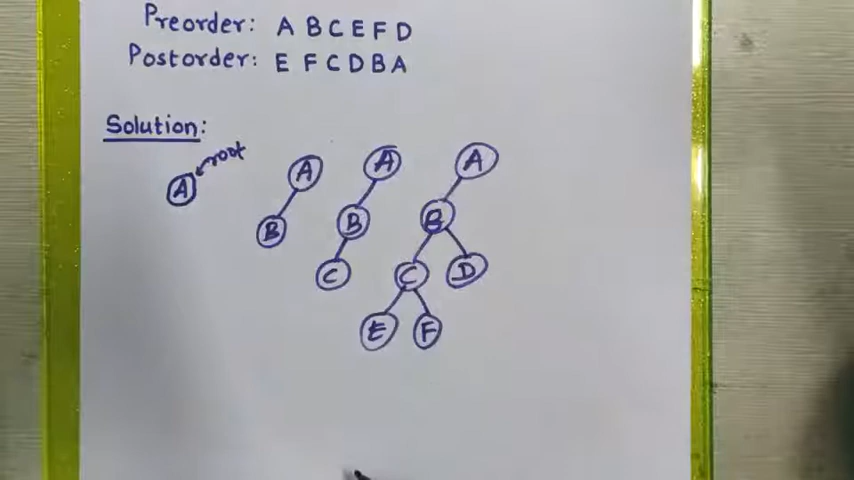 Preorder: A B C E F D
Postorder: E F C D B A
Solution:
root
A
A
B
A
B
C
A
B
C
D
E
F